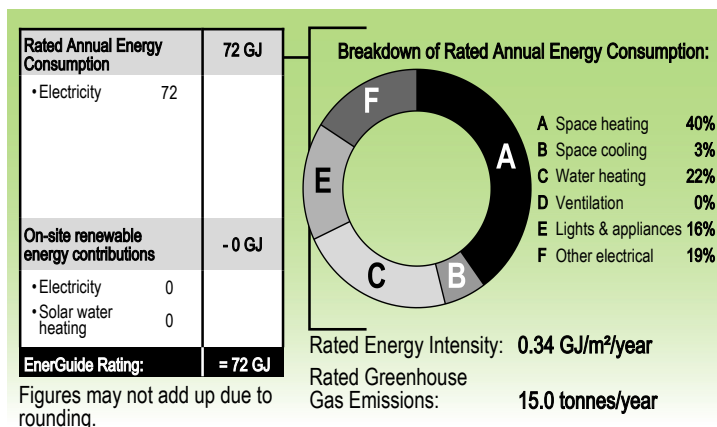 Rated Annual Energy
Consumption
72 GJ
•Electricity 72
On-site renewable
energy contributions
- 0 GJ
•Electricity 0
•Solar water
heating 0
EnerGuide Rating: = 72 GJ
Figures may not add up due to
rounding.
Breakdown of Rated Annual Energy Consumption:
A
B
C
E
F
A Space heating 40%
B Space cooling 3%
C Water heating 22%
D Ventilation 0%
E Lights & appliances 16%
F Other electrical 19%
Rated Energy Intensity: 0.34 GJ/m²/year
Rated Greenhouse
Gas Emissions: 15.0 tonnes/year